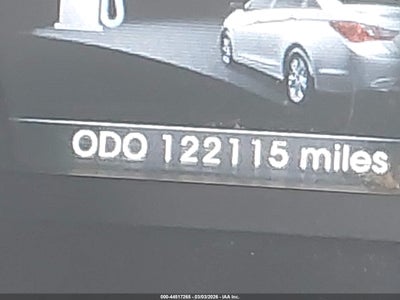 ODO 122115 miles
000-44517265 - 03/03/2026 - IAA Inc.